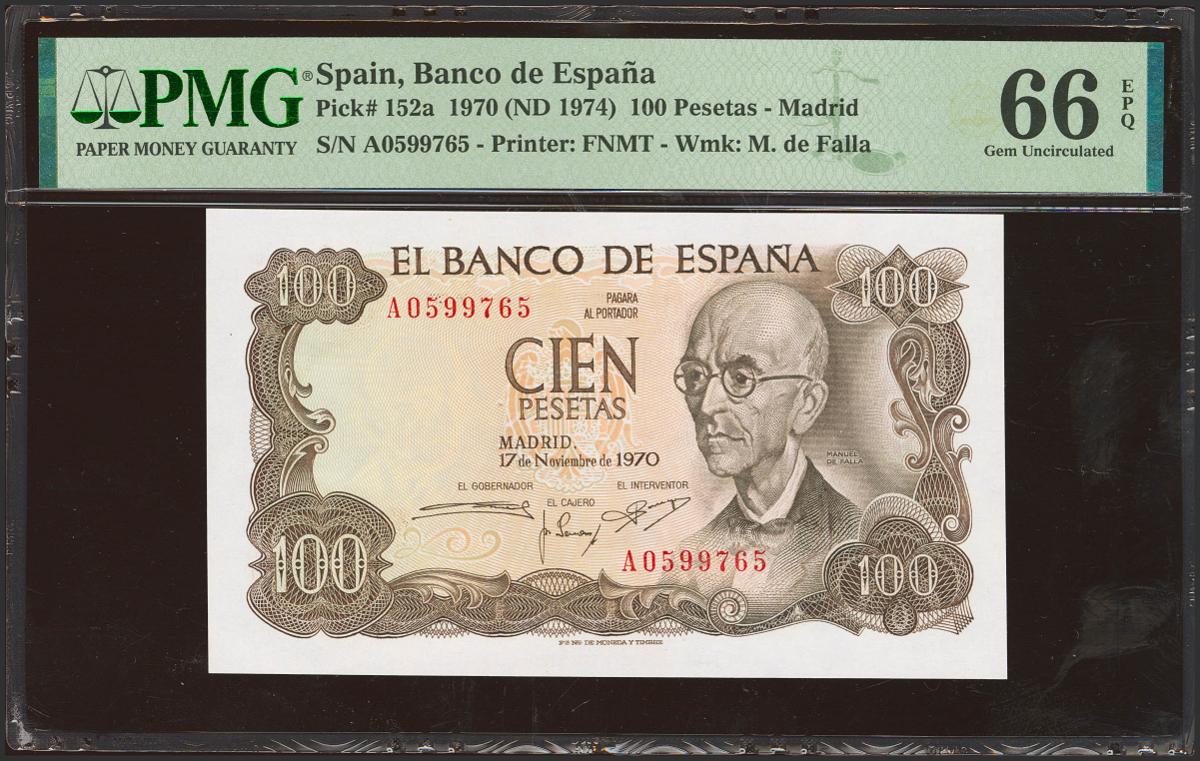 PMG®
PAPER MONEY GUARANTY
Spain, Banco de España
Pick# 152a 1970 (ND 1974) 100 Pesetas - Madrid
S/N A0599765 - Printer: FNMT - Wmk: M. de Falla
66
EPQ
Gem Uncirculated
100
EL BANCO DE ESPAÑA
100
A0599765
PAGARA
AL PORTADOR
CIEN
PESETAS
MADRID.
17 de Noviembre de 1970
MANUEL
DE FALLA
EL GOBERNADOR
EL CAJERO
EL INTERVENTOR
A0599765
100
100